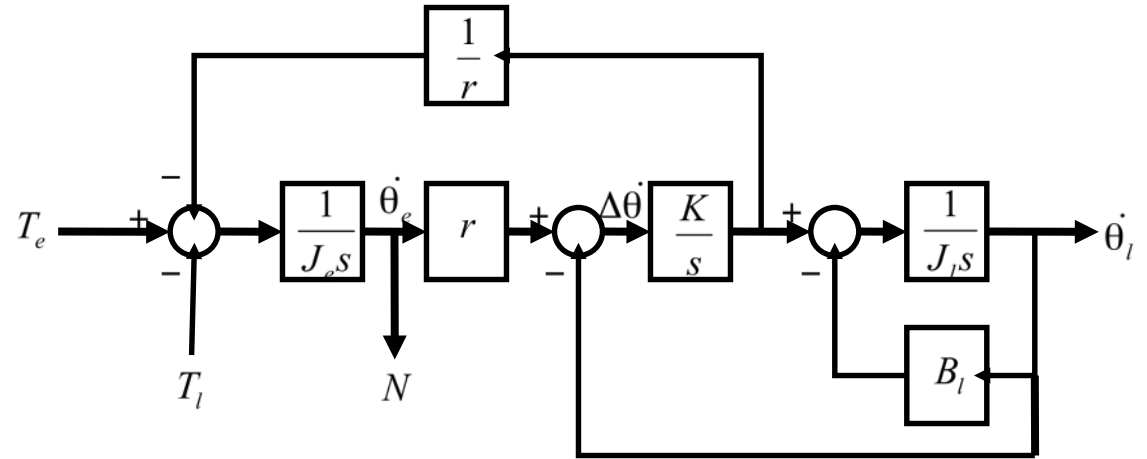 1
r
−
+
T_e
−
1
J_e s
θ̇_e
r
+
−
Δθ̇
K
s
+
−
1
J_l s
θ̇_l
T_l
N
B_l